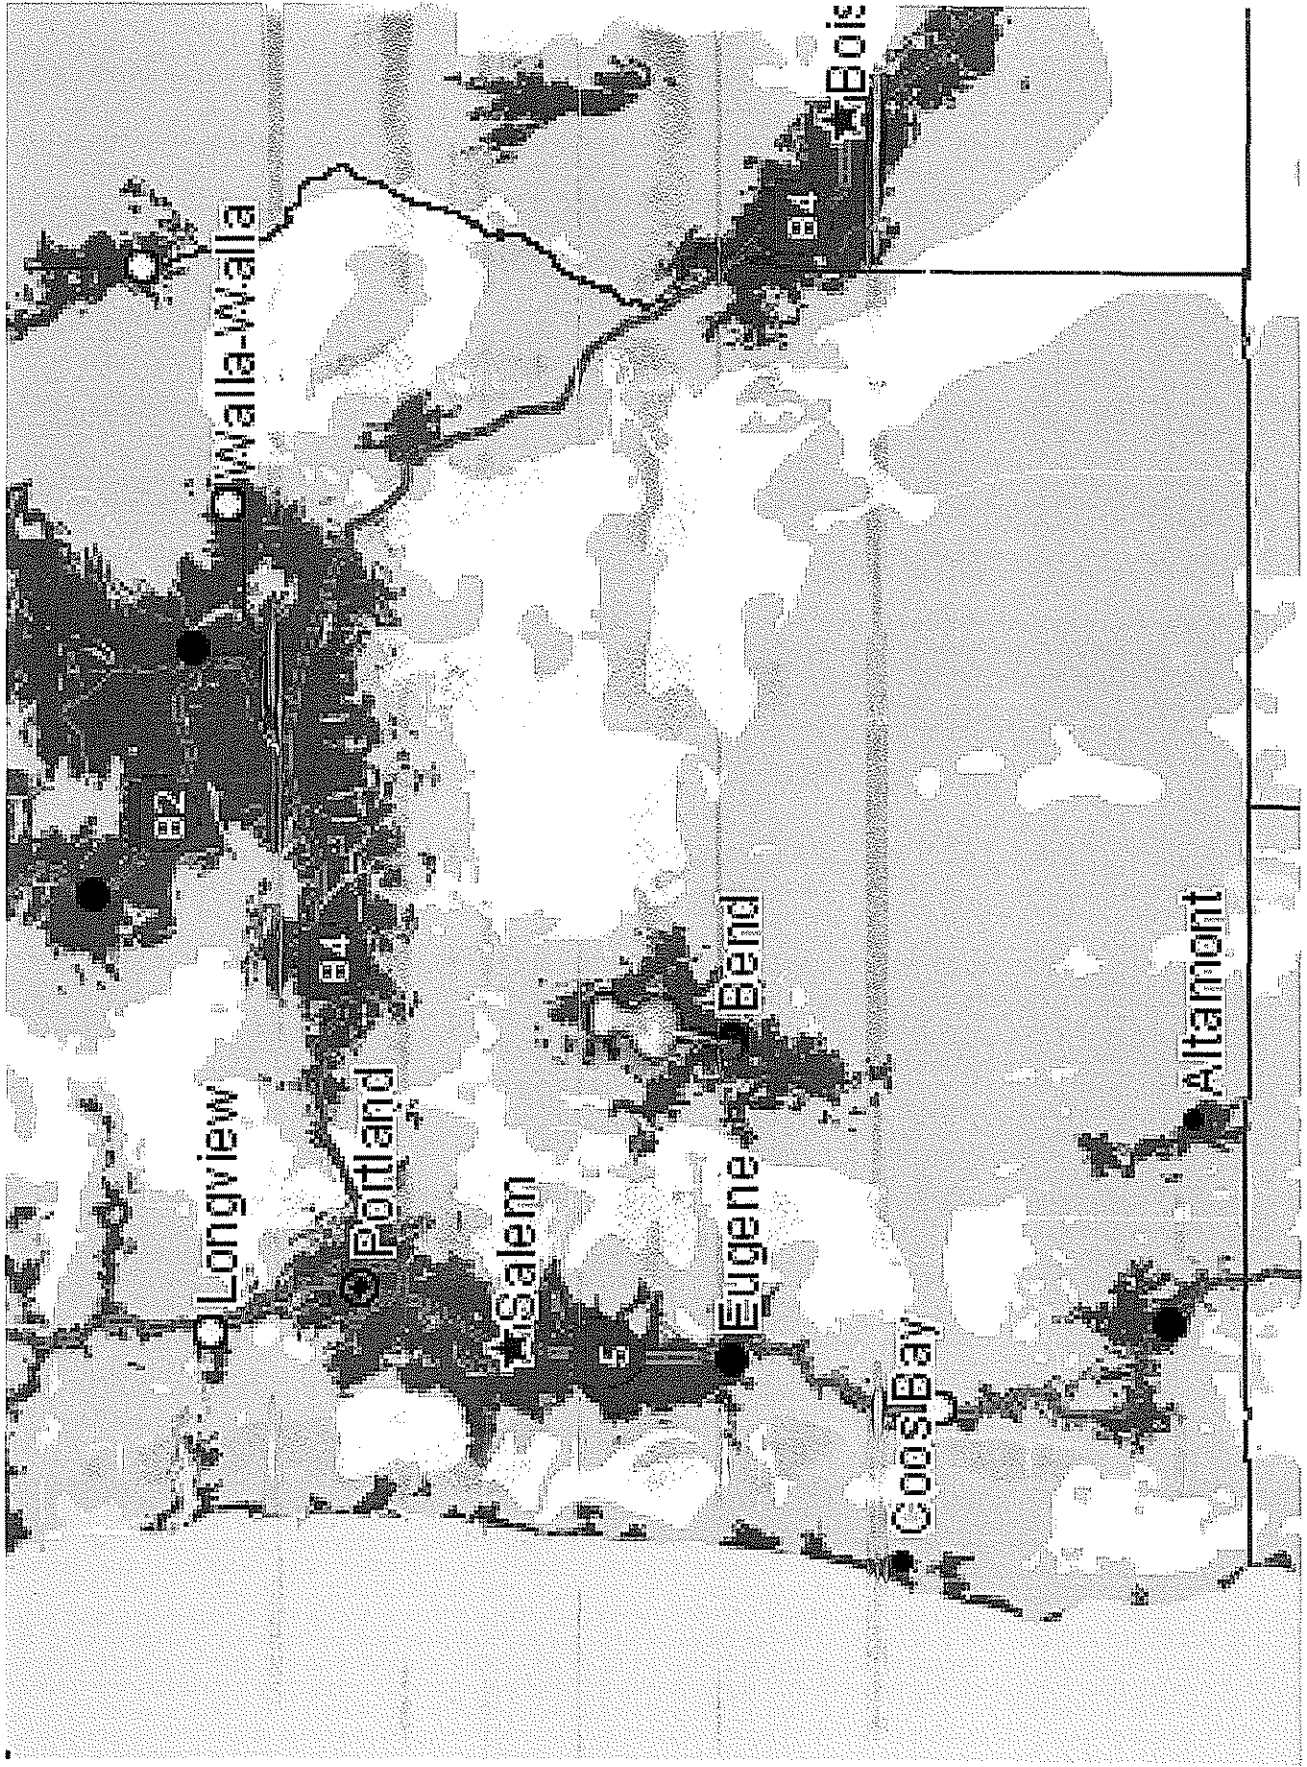 82
Longview
Walla-Walla
84
Portland
Salem
5
Eugene
Bend
84
Bois
Coos Bay
Altamont